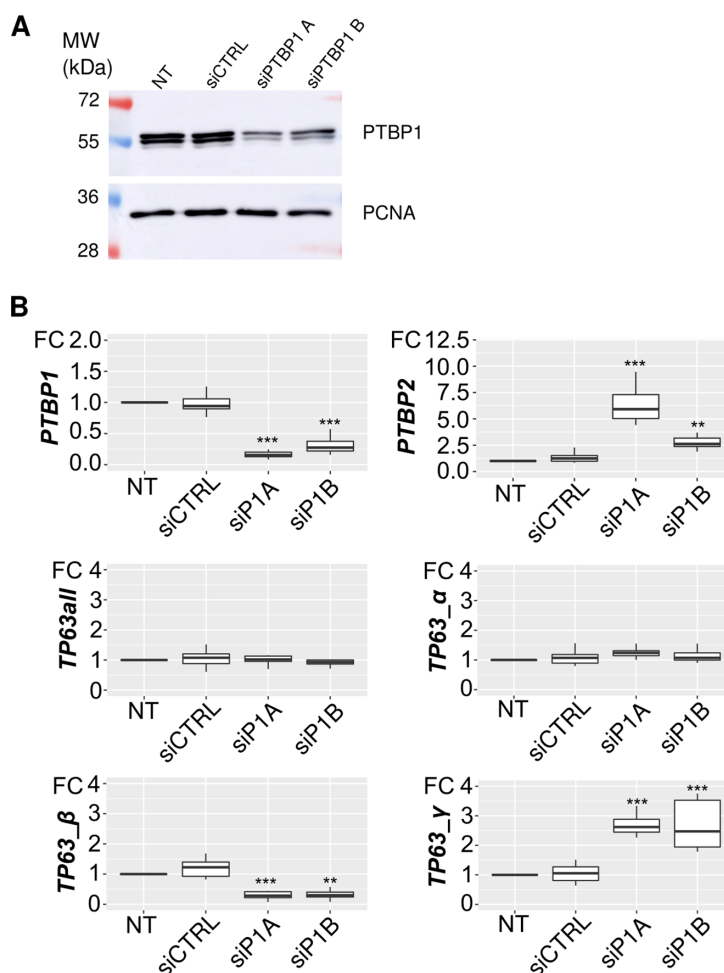 A
MW
(kDa)
NT
siCTRL
siPTBP1 A
siPTBP1 B
72
55
PTBP1
36
28
PCNA
B
FC 2.0
1.5
1.0
0.5
0.0
PTBP1
***
***
NT
siCTRL
siP1A
siP1B
FC 12.5
10.0
7.5
5.0
2.5
0.0
PTBP2
***
**
NT
siCTRL
siP1A
siP1B
FC 4
3
2
1
0
TP63all
NT
siCTRL
siP1A
siP1B
FC 4
3
2
1
0
TP63_α
NT
siCTRL
siP1A
siP1B
FC 4
3
2
1
0
TP63_β
***
**
NT
siCTRL
siP1A
siP1B
FC 4
3
2
1
0
TP63_γ
***
***
NT
siCTRL
siP1A
siP1B